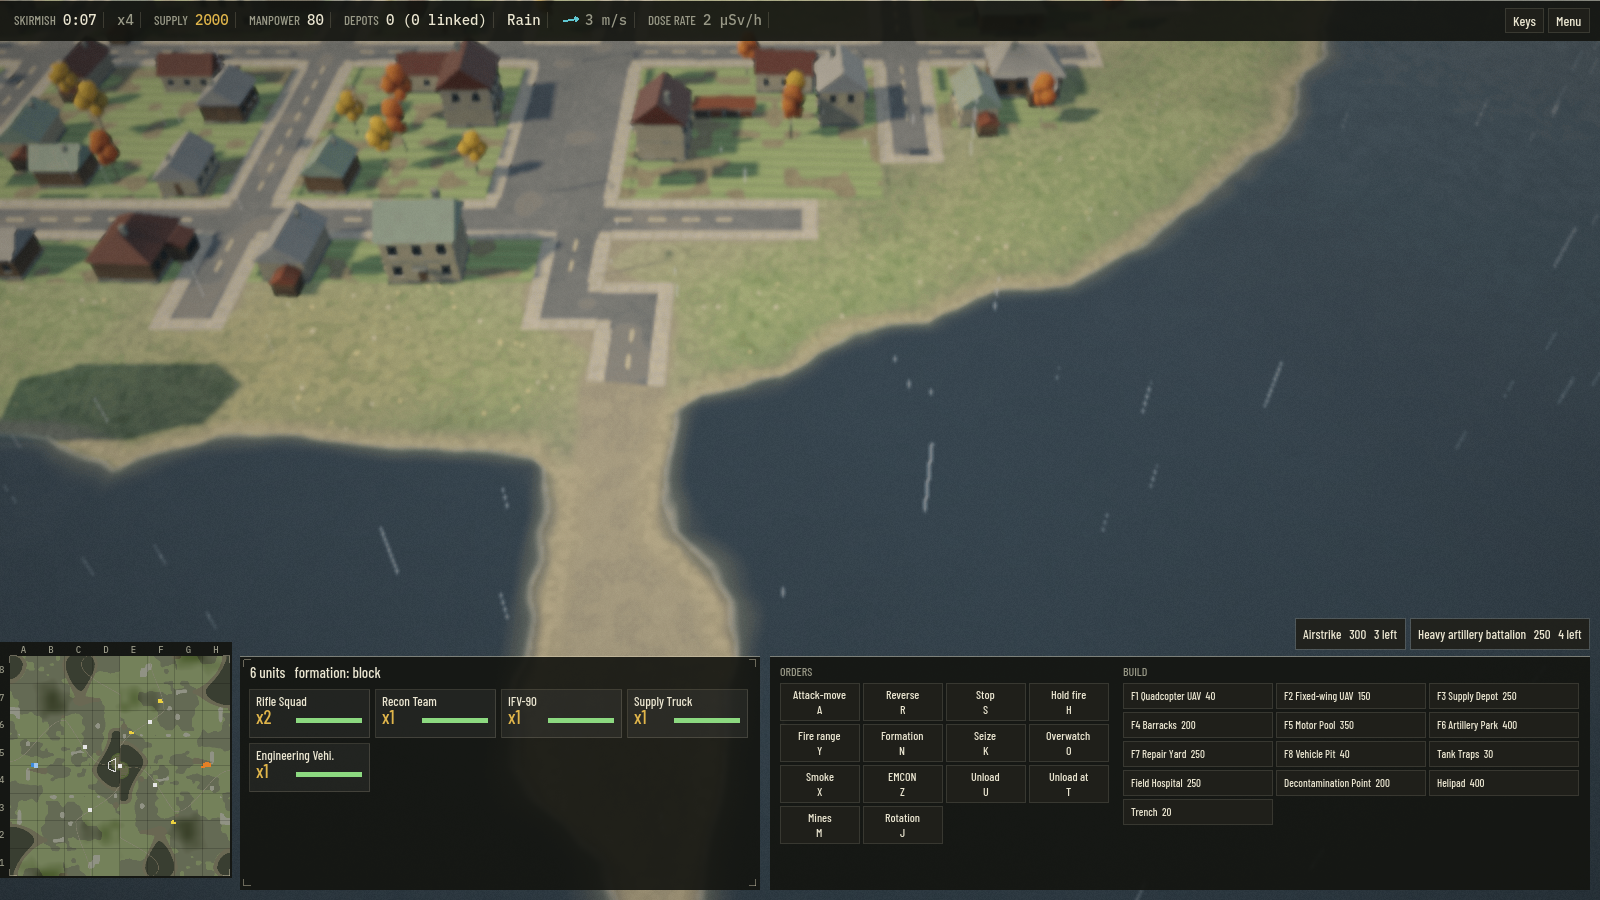 SKIRMISH 0:07 x4 SUPPLY 2000 MANPOWER 80 DEPOTS 0 (0 linked) Rain 3 m/s DOSE RATE 2 µSv/h Keys Menu
Airstrike 300 3 left Heavy artillery battalion 250 4 left
A B C D E F G H
8
7
6
5
4
3
2
1
6 units formation: block
Rifle Squad
x2
Recon Team
x1
IFV-90
x1
Supply Truck
x1
Engineering Vehi.
x1
ORDERS
Attack-move
A
Reverse
R
Stop
S
Hold fire
H
Fire range
Y
Formation
N
Seize
K
Overwatch
O
Smoke
X
EMCON
Z
Unload
U
Unload at
T
Mines
M
Rotation
J
BUILD
F1 Quadcopter UAV 40
F2 Fixed-wing UAV 150
F3 Supply Depot 250
F4 Barracks 200
F5 Motor Pool 350
F6 Artillery Park 400
F7 Repair Yard 250
F8 Vehicle Pit 40
Tank Traps 30
Field Hospital 250
Decontamination Point 200
Helipad 400
Trench 20